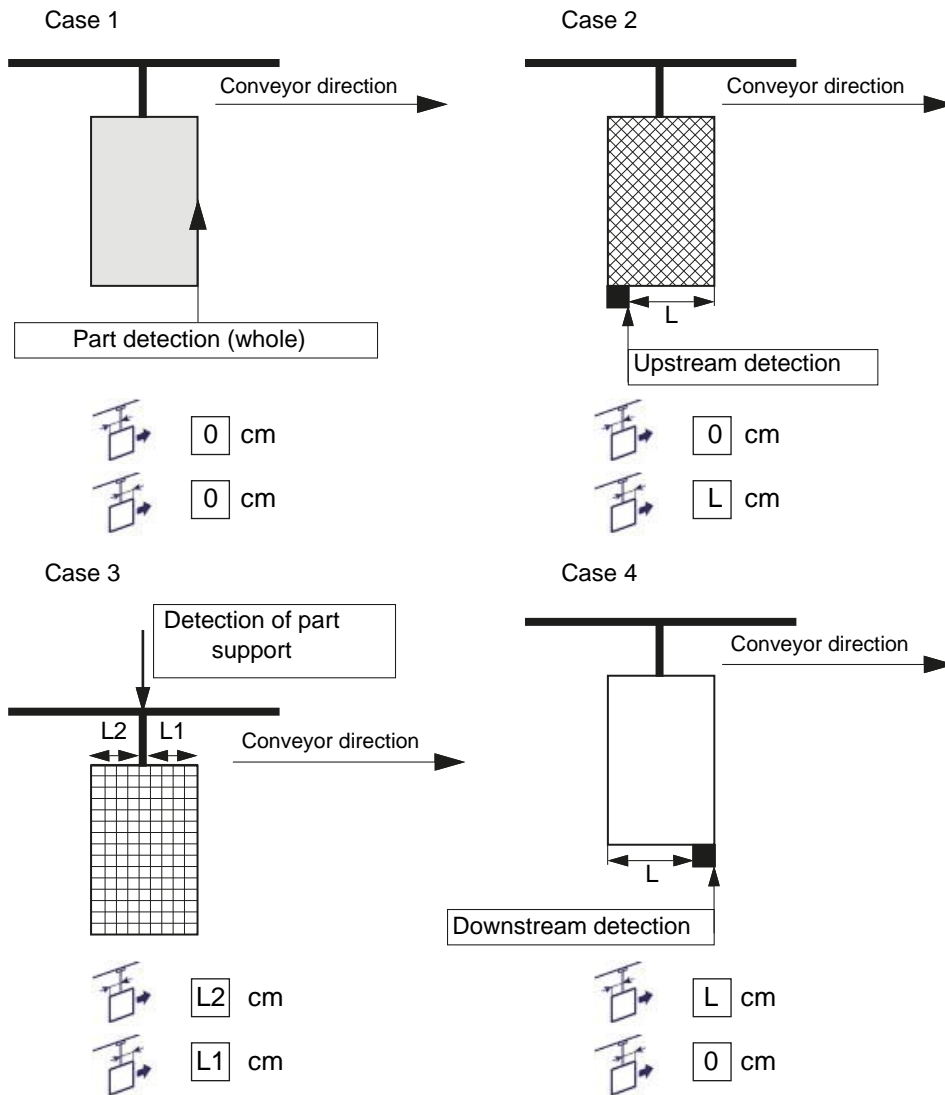 Case 1
Conveyor direction
Part detection (whole)
0 cm
0 cm
Case 2
Conveyor direction
L
Upstream detection
0 cm
L cm
Case 3
Detection of part
support
L2 L1
Conveyor direction
L2 cm
L1 cm
Case 4
Conveyor direction
L
Downstream detection
L cm
0 cm